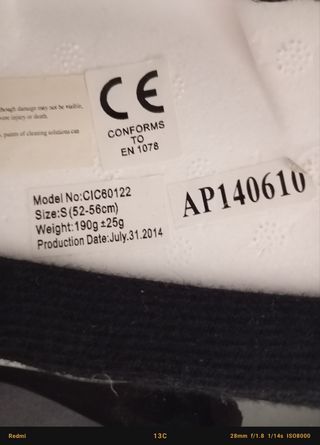 though damage may not be visible,
injury or death.
paints of cleaning solutions can
CE
CONFORMS
TO
EN 1078
Model No:CIC60122
Size:S(52-56cm)
Weight:190g±25g
Production Date:July.31.2014
AP140610
Redmi
13C
28mm f/1.8 1/14s ISO8000